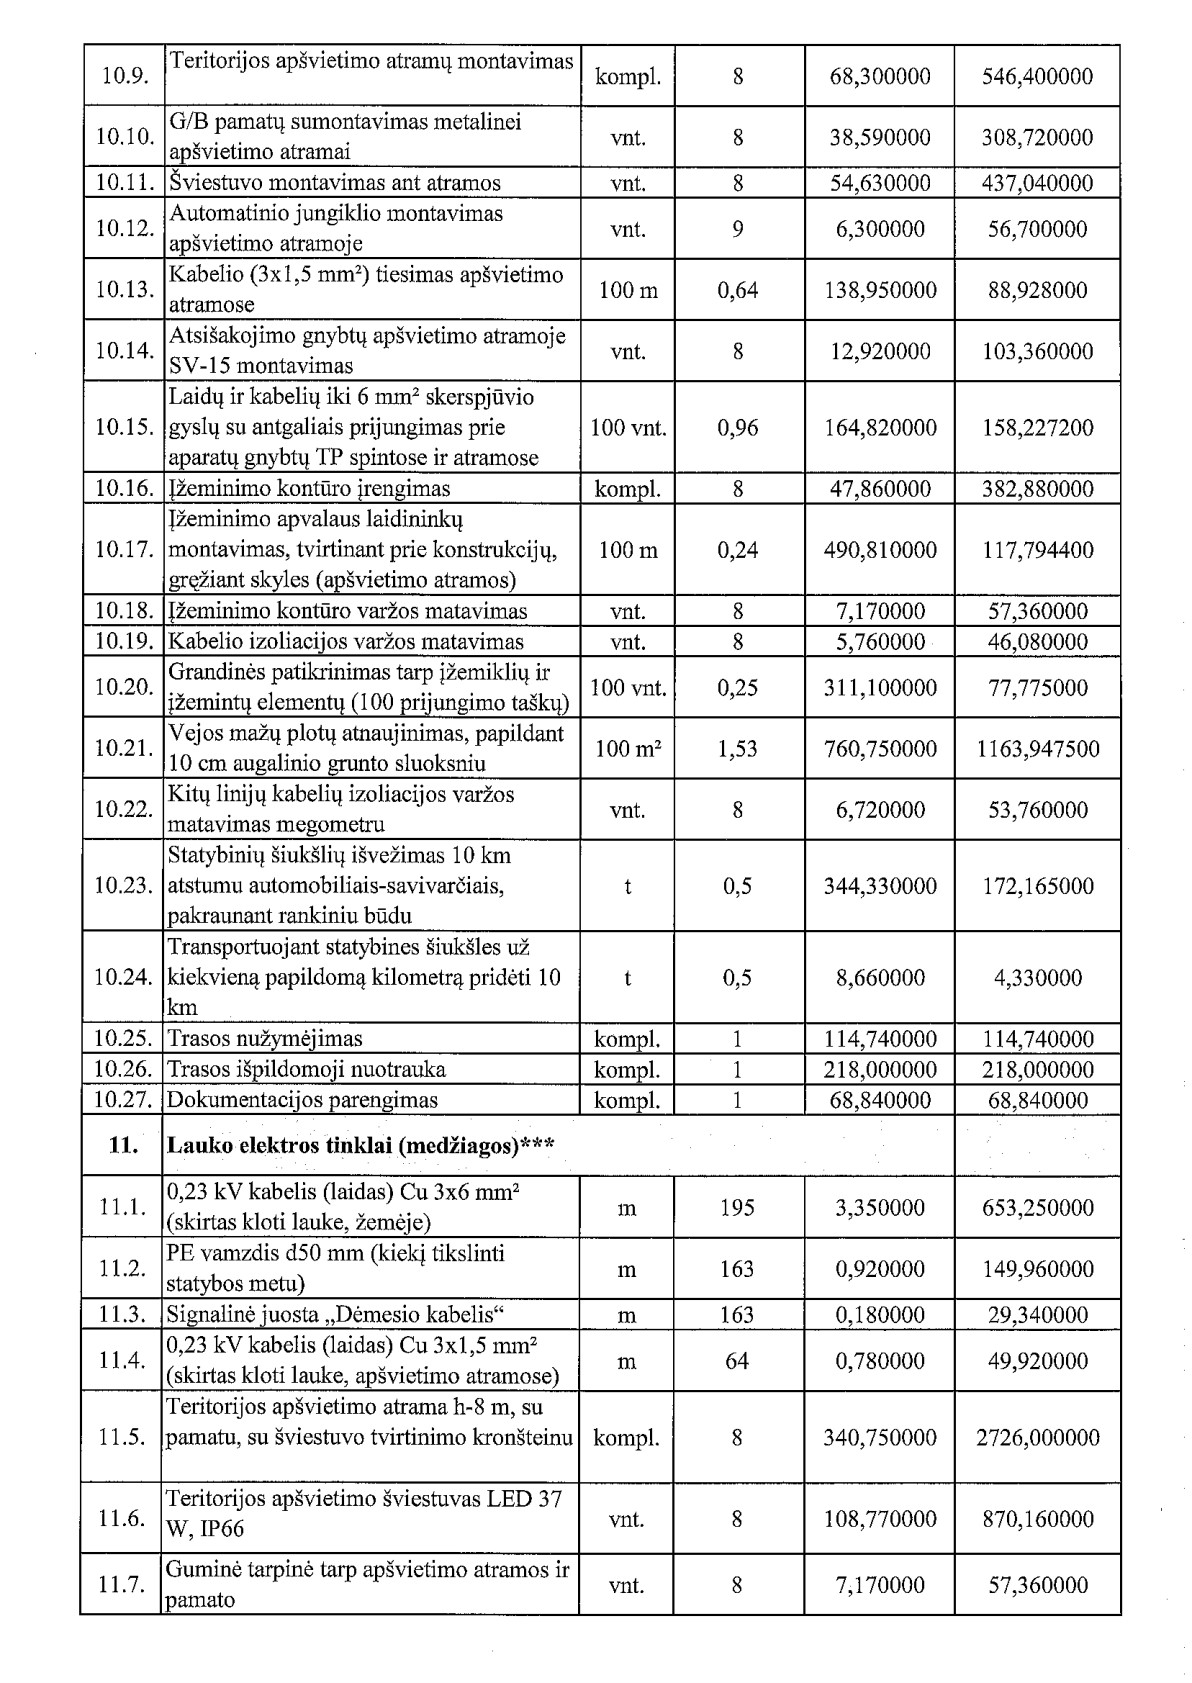 10.9. Teritorijos apšvietimo atramų montavimas kompl. 8 68,300000 546,400000
10.10. G/B pamatų sumontavimas metalinei
apšvietimo atramai vnt. 8 38,590000 308,720000
10.11. Šviestuvo montavimas ant atramos vnt. 8 54,630000 437,040000
10.12. Automatinio jungiklio montavimas
apšvietimo atramoje vnt. 9 6,300000 56,700000
10.13. Kabelio (3x1,5 mm²) tiesimas apšvietimo
atramose 100 m 0,64 138,950000 88,928000
10.14. Atsišakojimo gnybtų apšvietimo atramoje
SV-15 montavimas vnt. 8 12,920000 103,360000
10.15. Laidų ir kabelių iki 6 mm² skerspjūvio
gyslų su antgaliais prijungimas prie
aparatų gnybtų TP spintose ir atramose 100 vnt. 0,96 164,820000 158,227200
10.16. Įžeminimo kontūro įrengimas kompl. 8 47,860000 382,880000
10.17. Įžeminimo apvalaus laidininkų
montavimas, tvirtinant prie konstrukcijų,
gręžiant skyles (apšvietimo atramos) 100 m 0,24 490,810000 117,794400
10.18. Įžeminimo kontūro varžos matavimas vnt. 8 7,170000 57,360000
10.19. Kabelio izoliacijos varžos matavimas vnt. 8 5,760000 46,080000
10.20. Grandinės patikrinimas tarp įžemiklių ir
įžemintų elementų (100 prijungimo taškų) 100 vnt. 0,25 311,100000 77,775000
10.21. Vejos mažų plotų atnaujinimas, papildant
10 cm augalinio grunto sluoksniu 100 m² 1,53 760,750000 1163,947500
10.22. Kitų linijų kabelių izoliacijos varžos
matavimas megometru vnt. 8 6,720000 53,760000
10.23. Statybinių šiukšlių išvežimas 10 km
atstumu automobiliais-savivarčiais,
pakraunant rankiniu būdu t 0,5 344,330000 172,165000
10.24. Transportuojant statybines šiukšles už
kiekvieną papildomą kilometrą pridėti 10
km t 0,5 8,660000 4,330000
10.25. Trasos nužymėjimas kompl. 1 114,740000 114,740000
10.26. Trasos išpildomoji nuotrauka kompl. 1 218,000000 218,000000
10.27. Dokumentacijos parengimas kompl. 1 68,840000 68,840000
11. Lauko elektros tinklai (medžiagos)***
11.1. 0,23 kV kabelis (laidas) Cu 3x6 mm²
(skirtas kloti lauke, žemėje) m 195 3,350000 653,250000
11.2. PE vamzdis d50 mm (kiekį tikslinti
statybos metu) m 163 0,920000 149,960000
11.3. Signalinė juosta „Dėmesio kabelis“ m 163 0,180000 29,340000
11.4. 0,23 kV kabelis (laidas) Cu 3x1,5 mm²
(skirtas kloti lauke, apšvietimo atramose) m 64 0,780000 49,920000
11.5. Teritorijos apšvietimo atrama h-8 m, su
pamatu, su šviestuvo tvirtinimo kronšteinu kompl. 8 340,750000 2726,000000
11.6. Teritorijos apšvietimo šviestuvas LED 37
W, IP66 vnt. 8 108,770000 870,160000
11.7. Guminė tarpinė tarp apšvietimo atramos ir
pamato vnt. 8 7,170000 57,360000